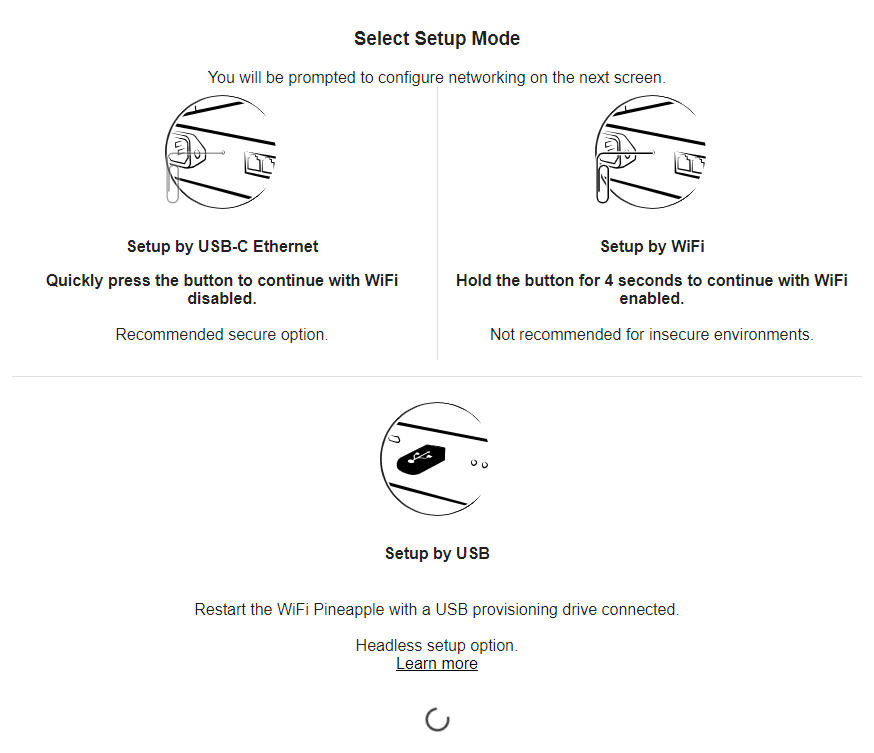 Select Setup Mode
You will be prompted to configure networking on the next screen.
Setup by USB-C Ethernet
Quickly press the button to continue with WiFi
disabled.
Recommended secure option.
Setup by WiFi
Hold the button for 4 seconds to continue with WiFi
enabled.
Not recommended for insecure environments.
Setup by USB
Restart the WiFi Pineapple with a USB provisioning drive connected.
Headless setup option.
Learn more